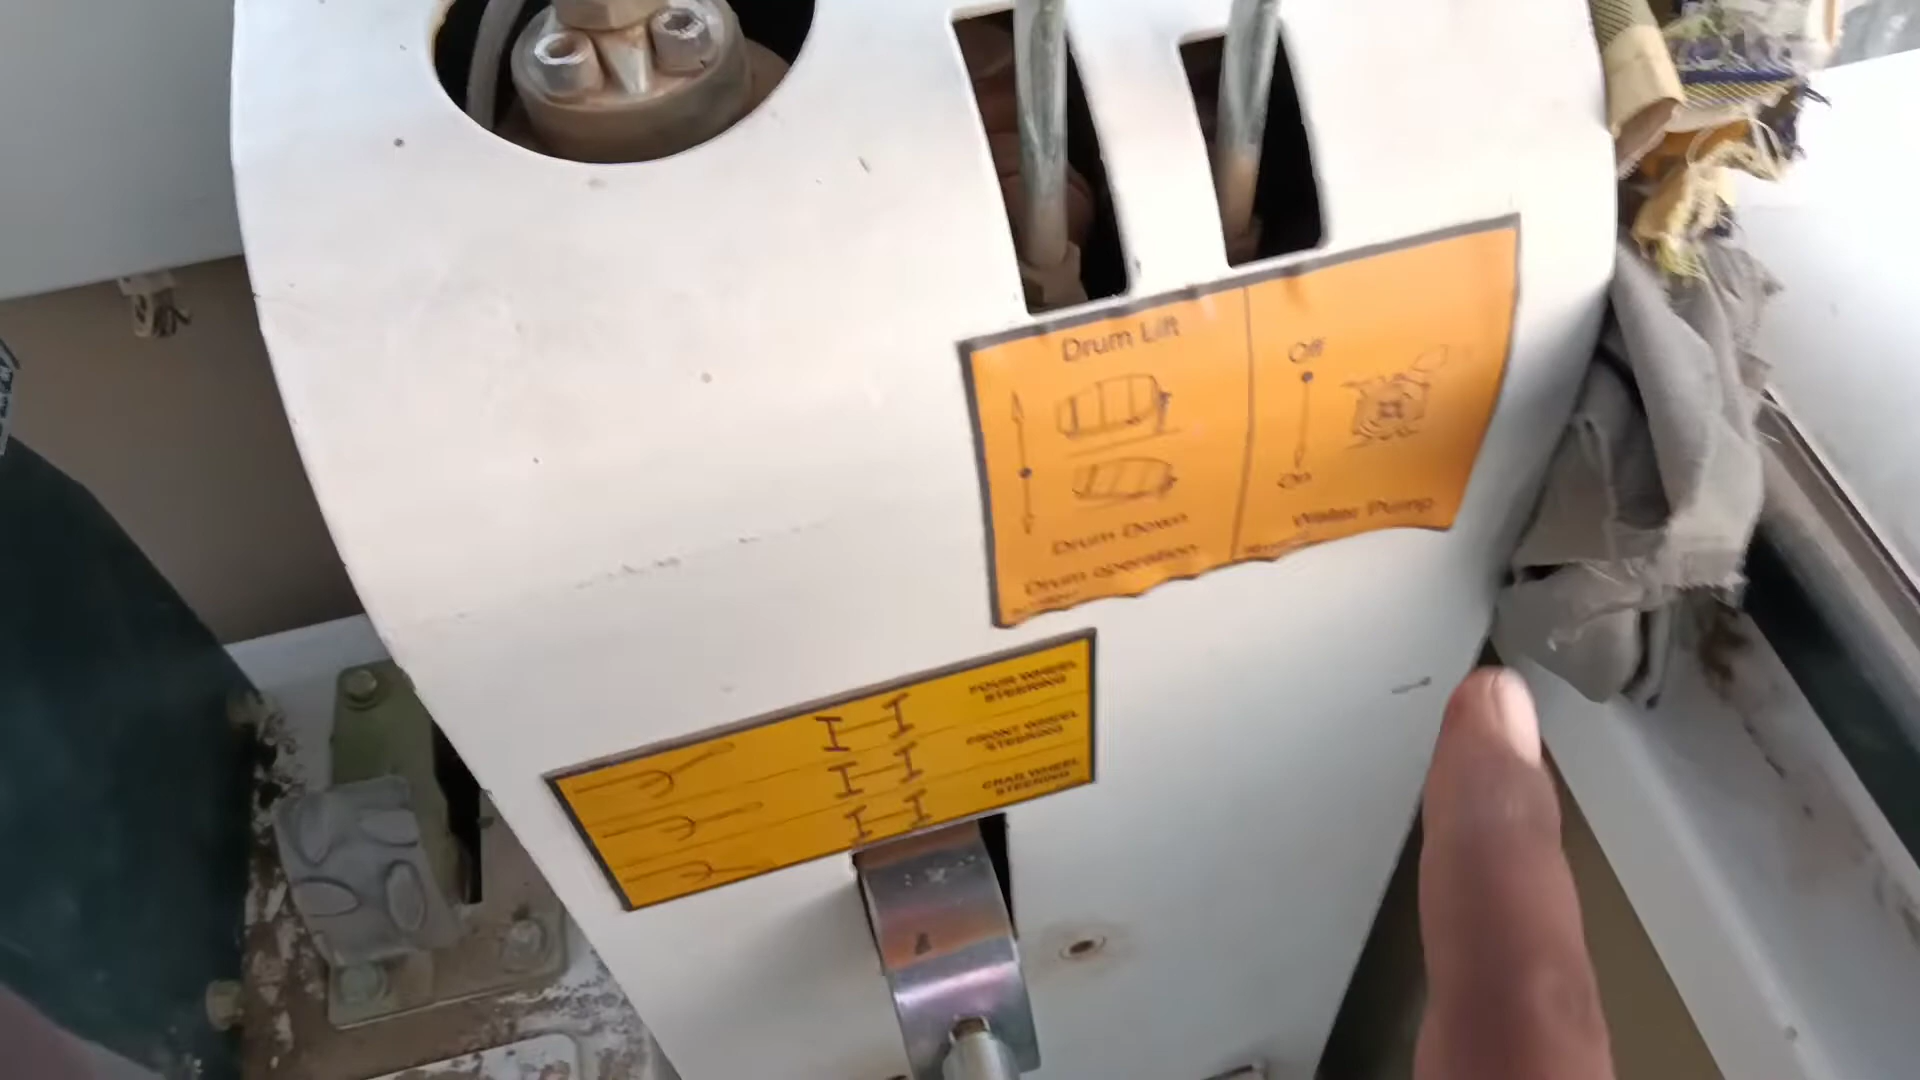 Drum Lift
Drum Down
Drum operation
Off
On
Water Pump
FOUR WHEEL
STEERING
FRONT WHEEL
STEERING
CRAB WHEEL
STEERING